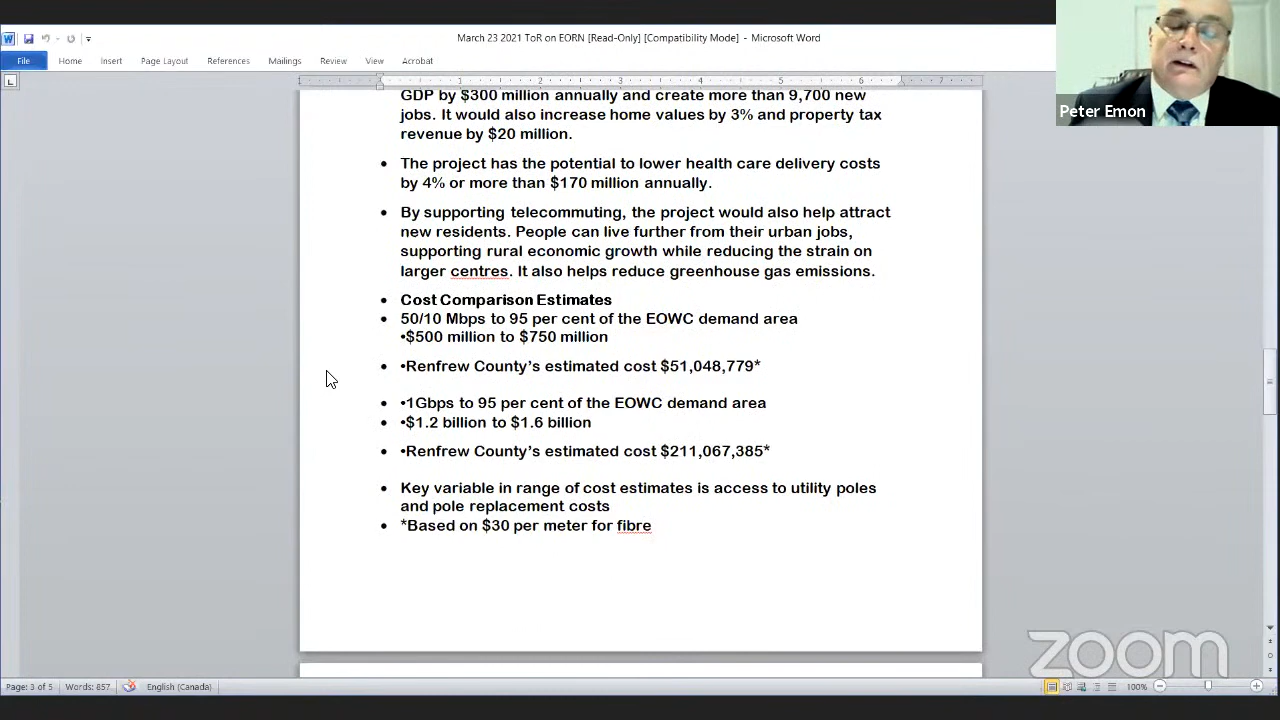 March 23 2021 ToR on EORN [Read-Only] [Compatibility Mode] - Microsoft Word
File Home Insert Page Layout References Mailings Review View Acrobat
Peter Emon
1 2 3 4 5 6 7
GDP by $300 million annually and create more than 9,700 new
jobs. It would also increase home values by 3% and property tax
revenue by $20 million.
• The project has the potential to lower health care delivery costs
by 4% or more than $170 million annually.
• By supporting telecommuting, the project would also help attract
new residents. People can live further from their urban jobs,
supporting rural economic growth while reducing the strain on
larger centres. It also helps reduce greenhouse gas emissions.
• Cost Comparison Estimates
• 50/10 Mbps to 95 per cent of the EOWC demand area
•$500 million to $750 million
• •Renfrew County’s estimated cost $51,048,779*
• •1Gbps to 95 per cent of the EOWC demand area
• •$1.2 billion to $1.6 billion
• •Renfrew County’s estimated cost $211,067,385*
• Key variable in range of cost estimates is access to utility poles
and pole replacement costs
• *Based on $30 per meter for fibre
zoom
Page: 3 of 5 Words: 857 English (Canada) 100%